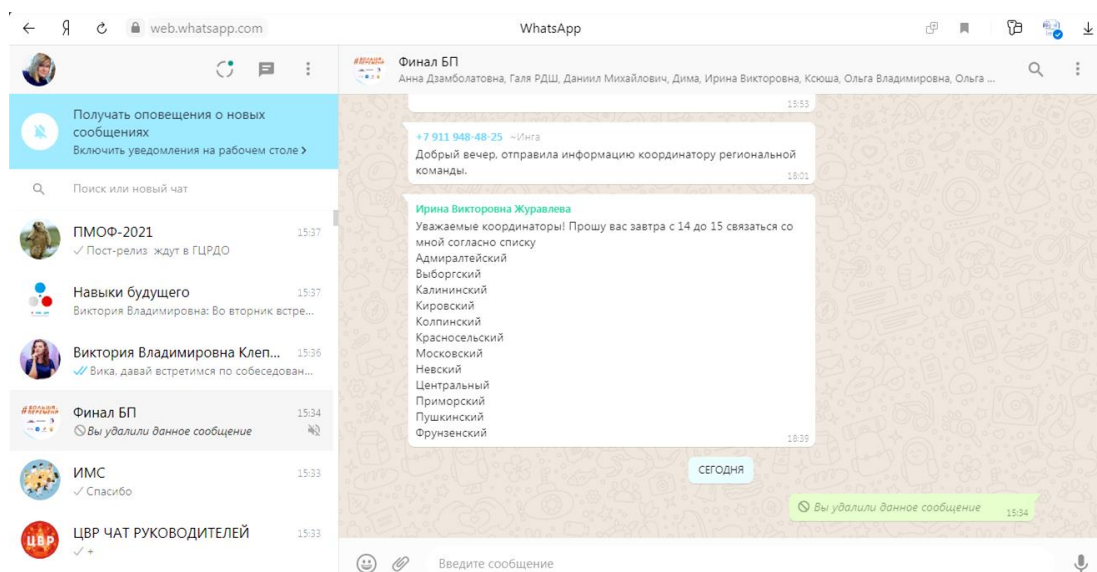 web.whatsapp.com
WhatsApp
Получать оповещения о новых
сообщениях
Включить уведомления на рабочем столе >
Поиск или новый чат
ПМОФ-2021
15:37
Пост-релиз ждут в ГЦРДО
Навыки будущего
15:37
Виктория Владимировна: Во вторник встре...
Виктория Владимировна Клеп...
15:36
Вика, давай встретимся по собеседован...
Финал БП
15:34
Вы удалили данное сообщение
ИМС
15:33
Спасибо
ЦВР
ЦВР ЧАТ РУКОВОДИТЕЛЕЙ
15:33
+
Финал БП
Анна Дзамболатовна, Галя РДШ, Даниил Михайлович, Дима, Ирина Викторовна, Ксюша, Ольга Владимировна, Ольга ...
15:53
+7 911 948-48-25 ~Инга
Добрый вечер, отправила информацию координатору региональной
команды.
18:01
Ирина Викторовна Журавлева
Уважаемые координаторы! Прошу вас завтра с 14 до 15 связаться со
мной согласно списку
Адмиралтейский
Выборгский
Калининский
Кировский
Колпинский
Красносельский
Московский
Невский
Центральный
Приморский
Пушкинский
Фрунзенский
18:39
СЕГОДНЯ
Вы удалили данное сообщение
15:34
Введите сообщение